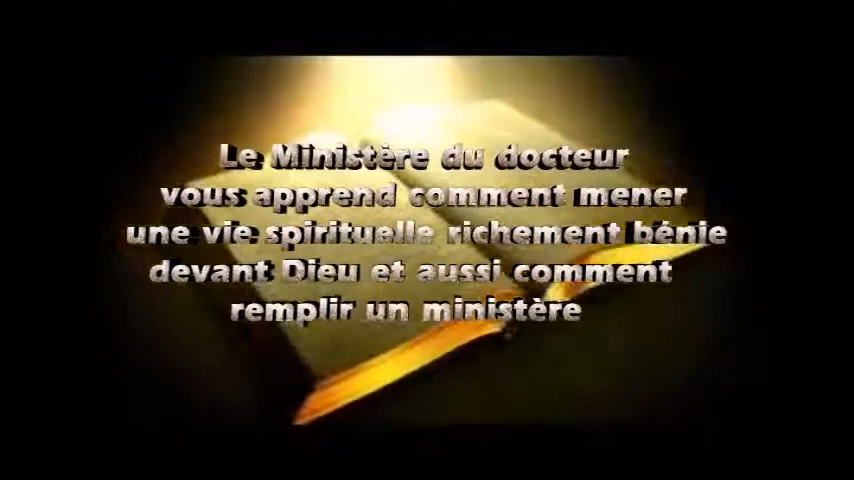 Le Ministère du docteur
vous apprend comment mener
une vie spirituelle richement bénie
devant Dieu et aussi comment
remplir un ministère